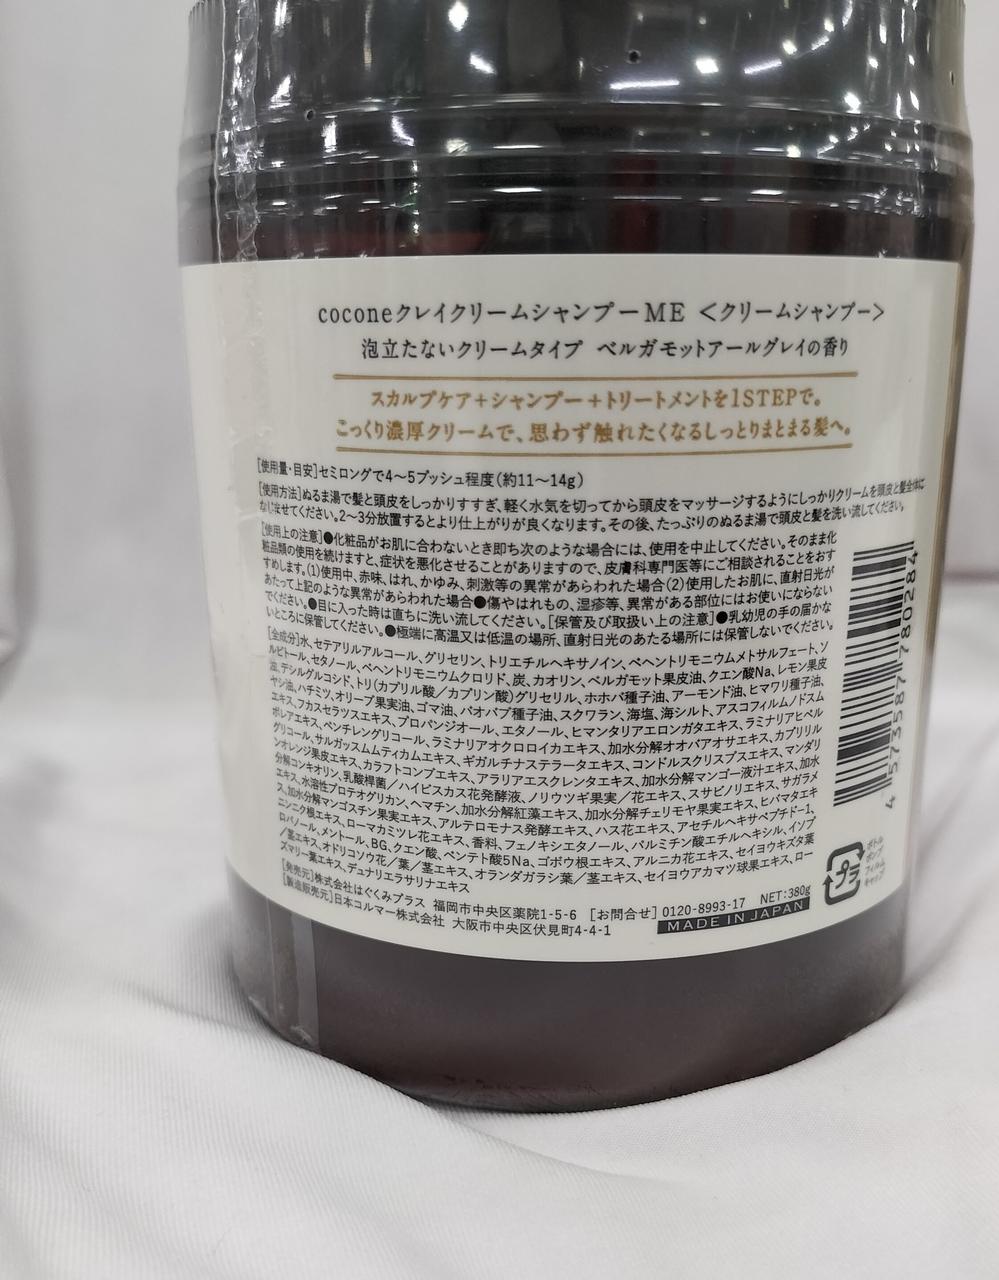 coconeクレイクリームシャンプーME <クリームシャンプー>
泡立たないクリームタイプ ベルガモットアールグレイの香り
スカルプケア+シャンプー+トリートメントを1STEPで。
こっくり濃厚クリームで、思わず触れたくなるしっとりまとまる髪へ。
[使用量・目安]セミロングで4~5プッシュ程度(約11~14g)
[使用方法]ぬるま湯で髪と頭皮をしっかりすすぎ、軽く水気を切ってから頭皮をマッサージするようにしっかりクリームを頭皮と髪全体に
なじませてください。2~3分放置するとより仕上がりが良くなります。その後、たっぷりのぬるま湯で頭皮と髪を洗い流してください。
[使用上の注意]●化粧品がお肌に合わないとき即ち次のような場合には、使用を中止してください。そのまま化
粧品類の使用を続けますと、症状を悪化させることがありますので、皮膚科専門医等にご相談されることをおす
すめします。(1)使用中、赤味、はれ、かゆみ、刺激等の異常があらわれた場合(2)使用したお肌に、直射日光が
あたって上記のような異常があらわれた場合●傷やはれもの、湿疹等、異常がある部位にはお使いにならない
でください。●目に入った時は直ちに洗い流してください。[保管及び取扱い上の注意]●乳幼児の手の届かな
いところに保管してください。●極端に高温又は低温の場所、直射日光のあたる場所には保管しないでください。
[全成分]水、セテアリルアルコール、グリセリン、トリエチルヘキサノイン、ベヘントリモニウムメトサルフェート、ソ
ルビトール、セタノール、ベヘントリモニウムクロリド、炭、カオリン、ベルガモット果皮油、クエン酸Na、レモン果皮
油、デシルグルコシド、トリ(カプリル酸/カプリン酸)グリセリル、ホホバ種子油、アーモンド油、ヒマワリ種子油、
ヤシ油、ハチミツ、オリーブ果実油、ゴマ油、バオバブ種子油、スクワラン、海塩、海シルト、アスコフィルムノドスム
エキス、フカスセラツスエキス、プロパンジオール、エタノール、ヒマンタリアエロンガタエキス、ラミナリアヒペル
ボレアエキス、ペンチレングリコール、ラミナリアオクロロイカエキス、加水分解オオバアオサエキス、カプリリル
グリコール、サルガッスムムティカムエキス、ギガルチナステラータエキス、コンドルスクリスプスエキス、マンダリ
ンオレンジ果皮エキス、カラフトコンブエキス、アラリアエスクレンタエキス、加水分解マンゴー液汁エキス、加水
分解コンキオリン、乳酸桿菌/ハイビスカス花発酵液、ノリウツギ果実/花エキス、スサビノリエキス、サガラメ
エキス、水溶性プロテオグリカン、ヘマチン、加水分解紅藻エキス、加水分解チェリモヤ果実エキス、ヒバマタエキ
ス、加水分解マンゴスチン果実エキス、アルテロモナス発酵エキス、ハス花エキス、アセチルヘキサペプチド-1、
ニンニク根エキス、ローマカミツレ花エキス、香料、フェノキシエタノール、パルミチン酸エチルヘキシル、イソプ
ロパノール、メントール、BG、クエン酸、ペンテト酸5Na、ゴボウ根エキス、アルニカ花エキス、セイヨウキズタ葉
/茎エキス、オドリコソウ花/葉/茎エキス、オランダガラシ葉/茎エキス、セイヨウアカマツ球果エキス、ロー
ズマリー葉エキス、デュナリエラサリナエキス
[発売元]株式会社はぐくみプラス 福岡市中央区薬院1-5-6 [お問合せ]0120-8993-17 NET:380g
[製造販売元]日本コルマー株式会社 大阪市中央区伏見町4-4-1 MADE IN JAPAN
4 573587 780284
プラ
ボトル
ポンプ
フィルム
キャップ